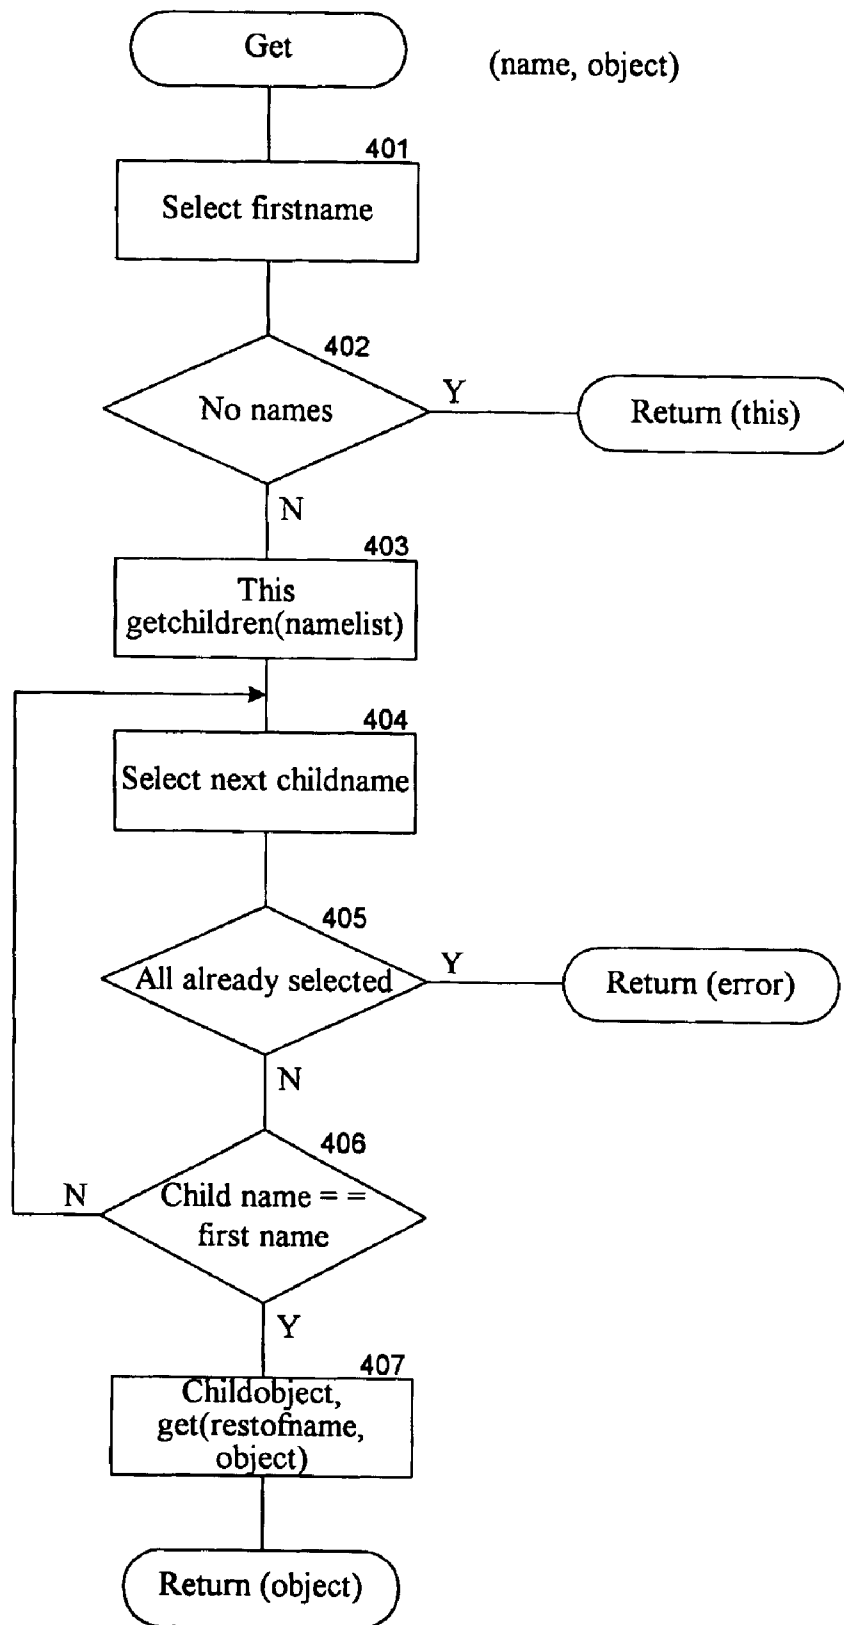 Get
(name, object)
401
Select firstname
402
No names
Y
Return (this)
N
403
This
getchildren(namelist)
404
Select next childname
405
All already selected
Y
Return (error)
N
406
N
Child name = =
first name
Y
407
Childobject,
get(restofname,
object)
Return (object)